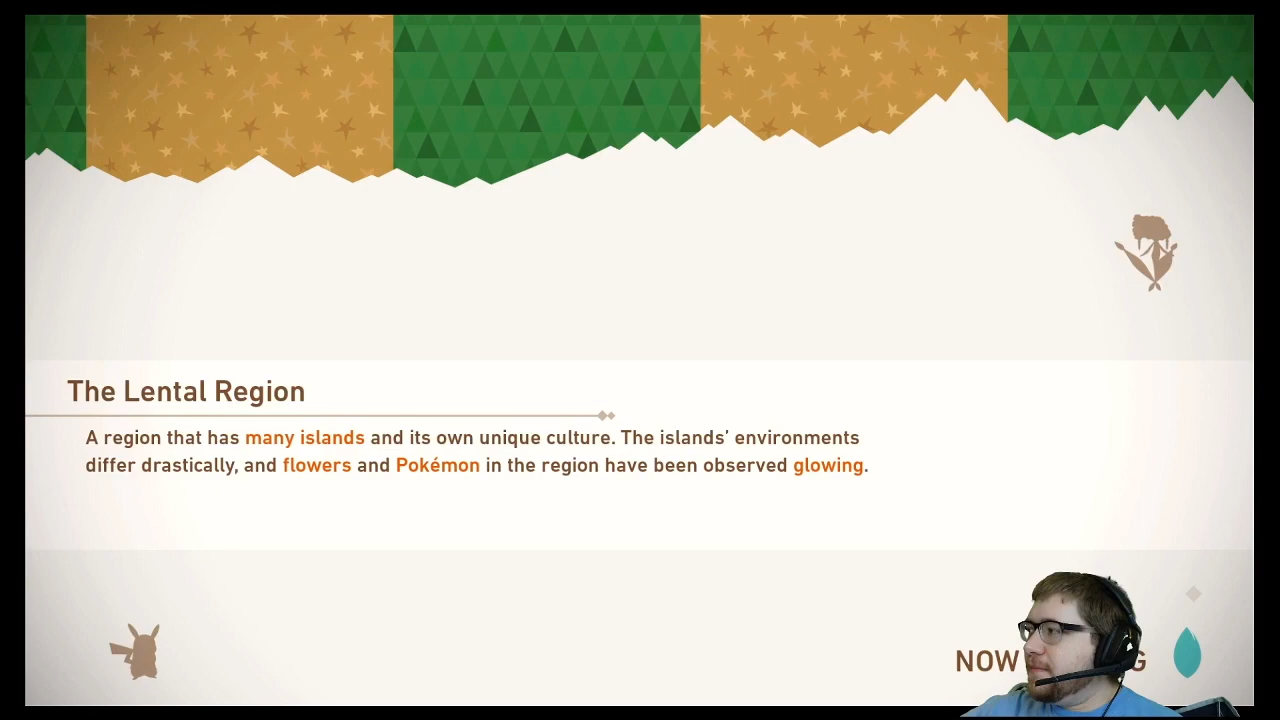 The Lental Region
A region that has many islands and its own unique culture. The islands' environments
differ drastically, and flowers and Pokémon in the region have been observed glowing.
NOW